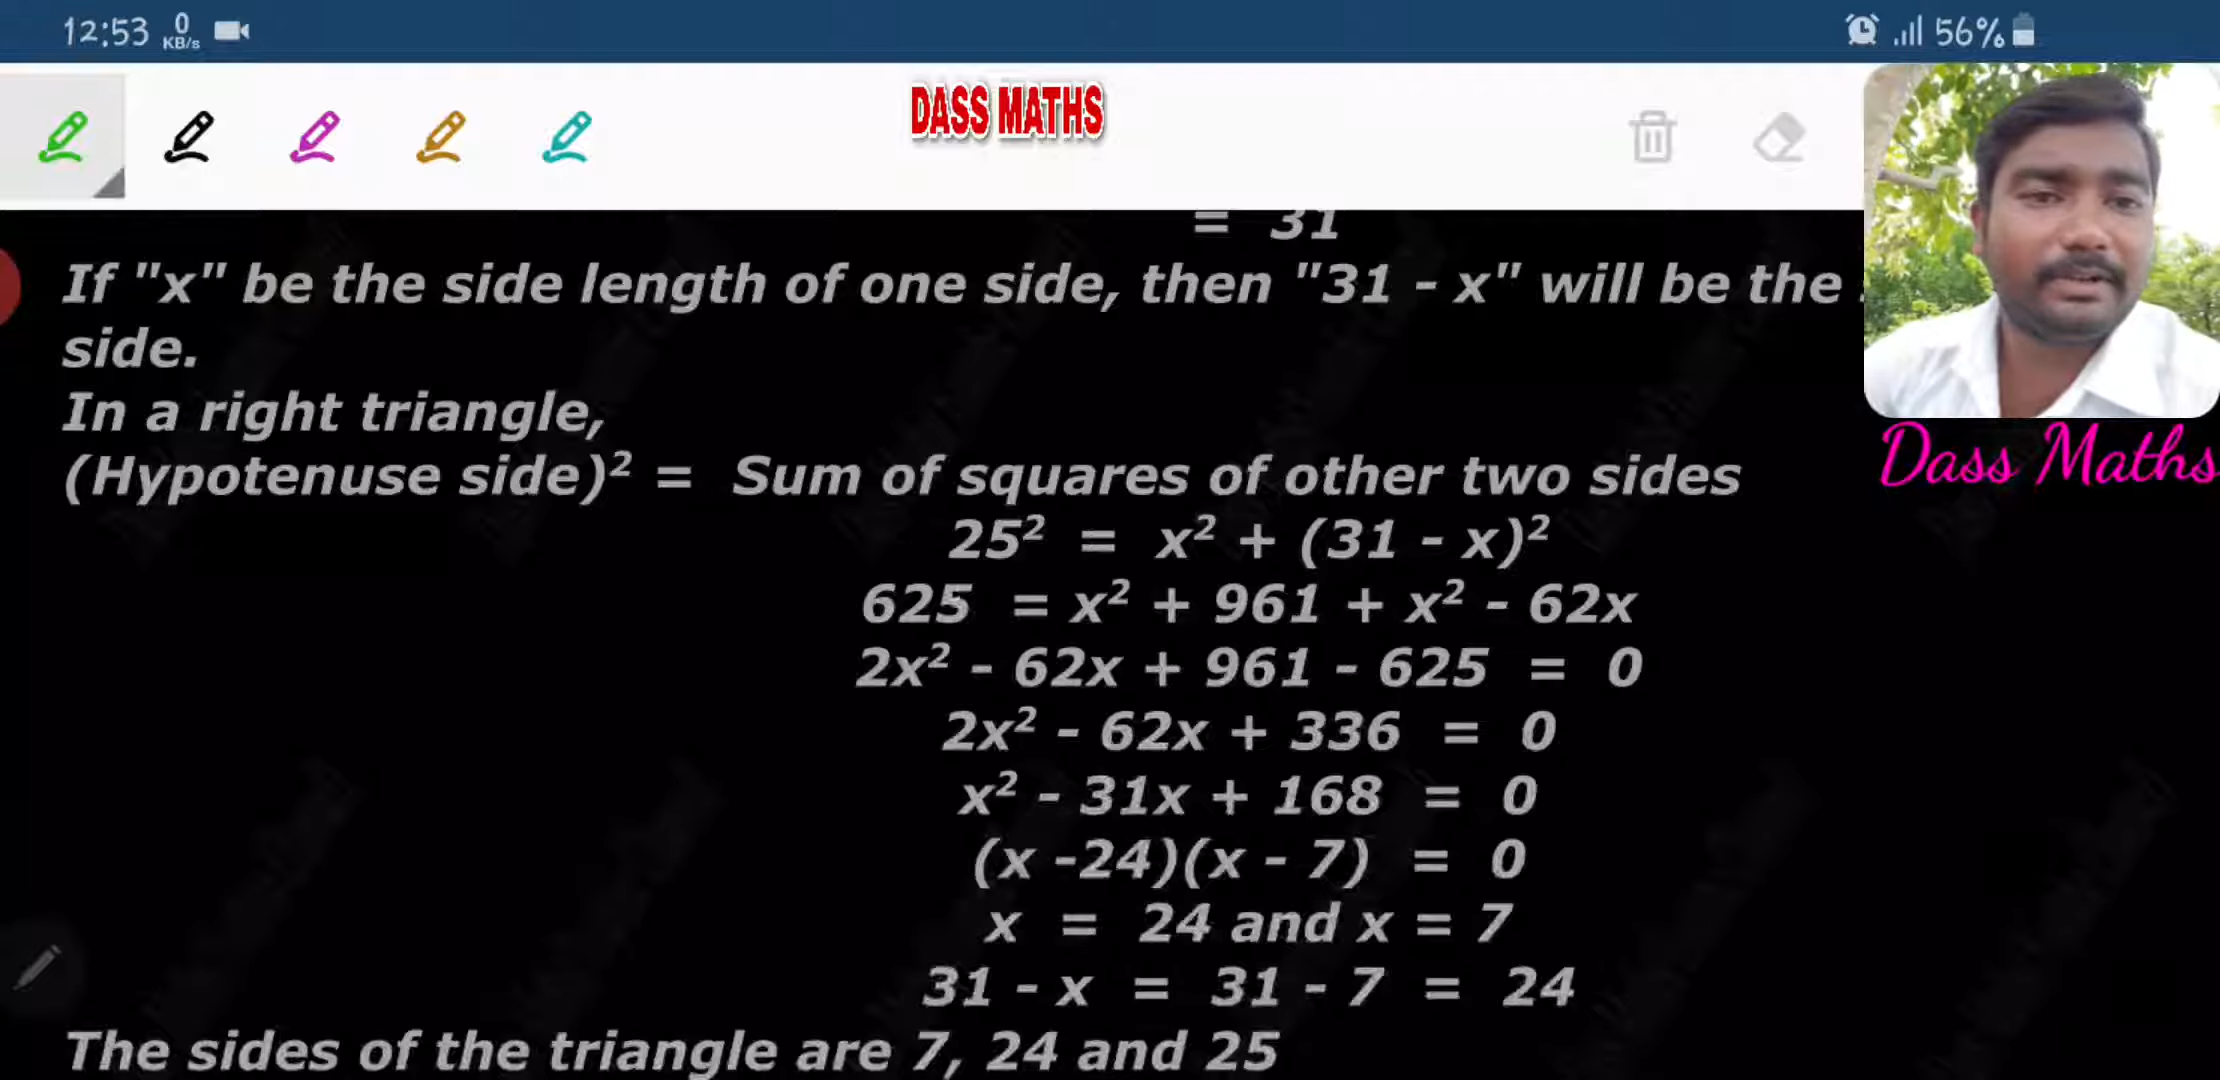 12:53 0 KB/s 56%
DASS MATHS
= 31
If "x" be the side length of one side, then "31 - x" will be the
side.
In a right triangle,
Dass Maths
(Hypotenuse side)² = Sum of squares of other two sides
25² = x² + (31 - x)²
625 = x² + 961 + x² - 62x
2x² - 62x + 961 - 625 = 0
2x² - 62x + 336 = 0
x² - 31x + 168 = 0
(x -24)(x - 7) = 0
x = 24 and x = 7
31 - x = 31 - 7 = 24
The sides of the triangle are 7, 24 and 25